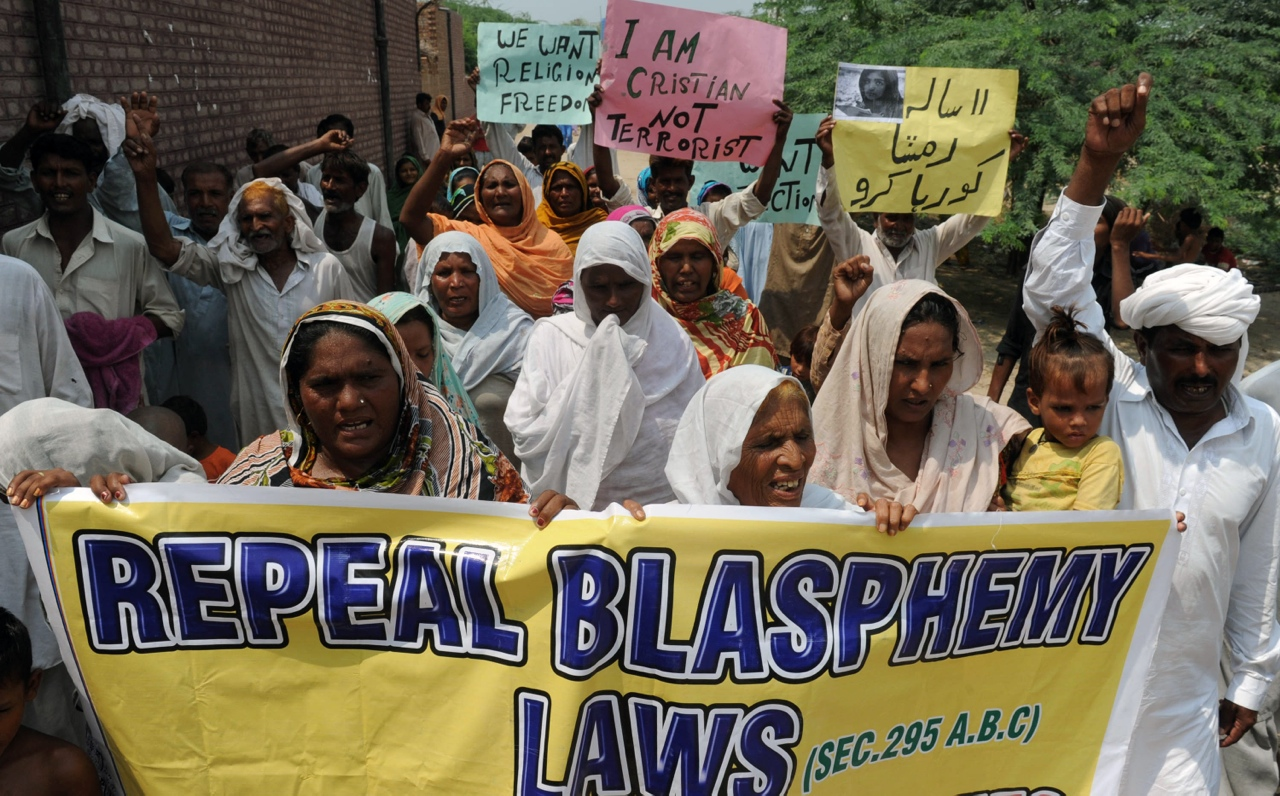 WE WANT
RELIGION
FREEDOM
I AM
CRISTIAN
NOT
TERRORIST
WANT
۱۱ سالہ
رمشا
کو رہا کرو
REPEAL BLASPHEMY
LAWS (SEC.295 A.B.C)